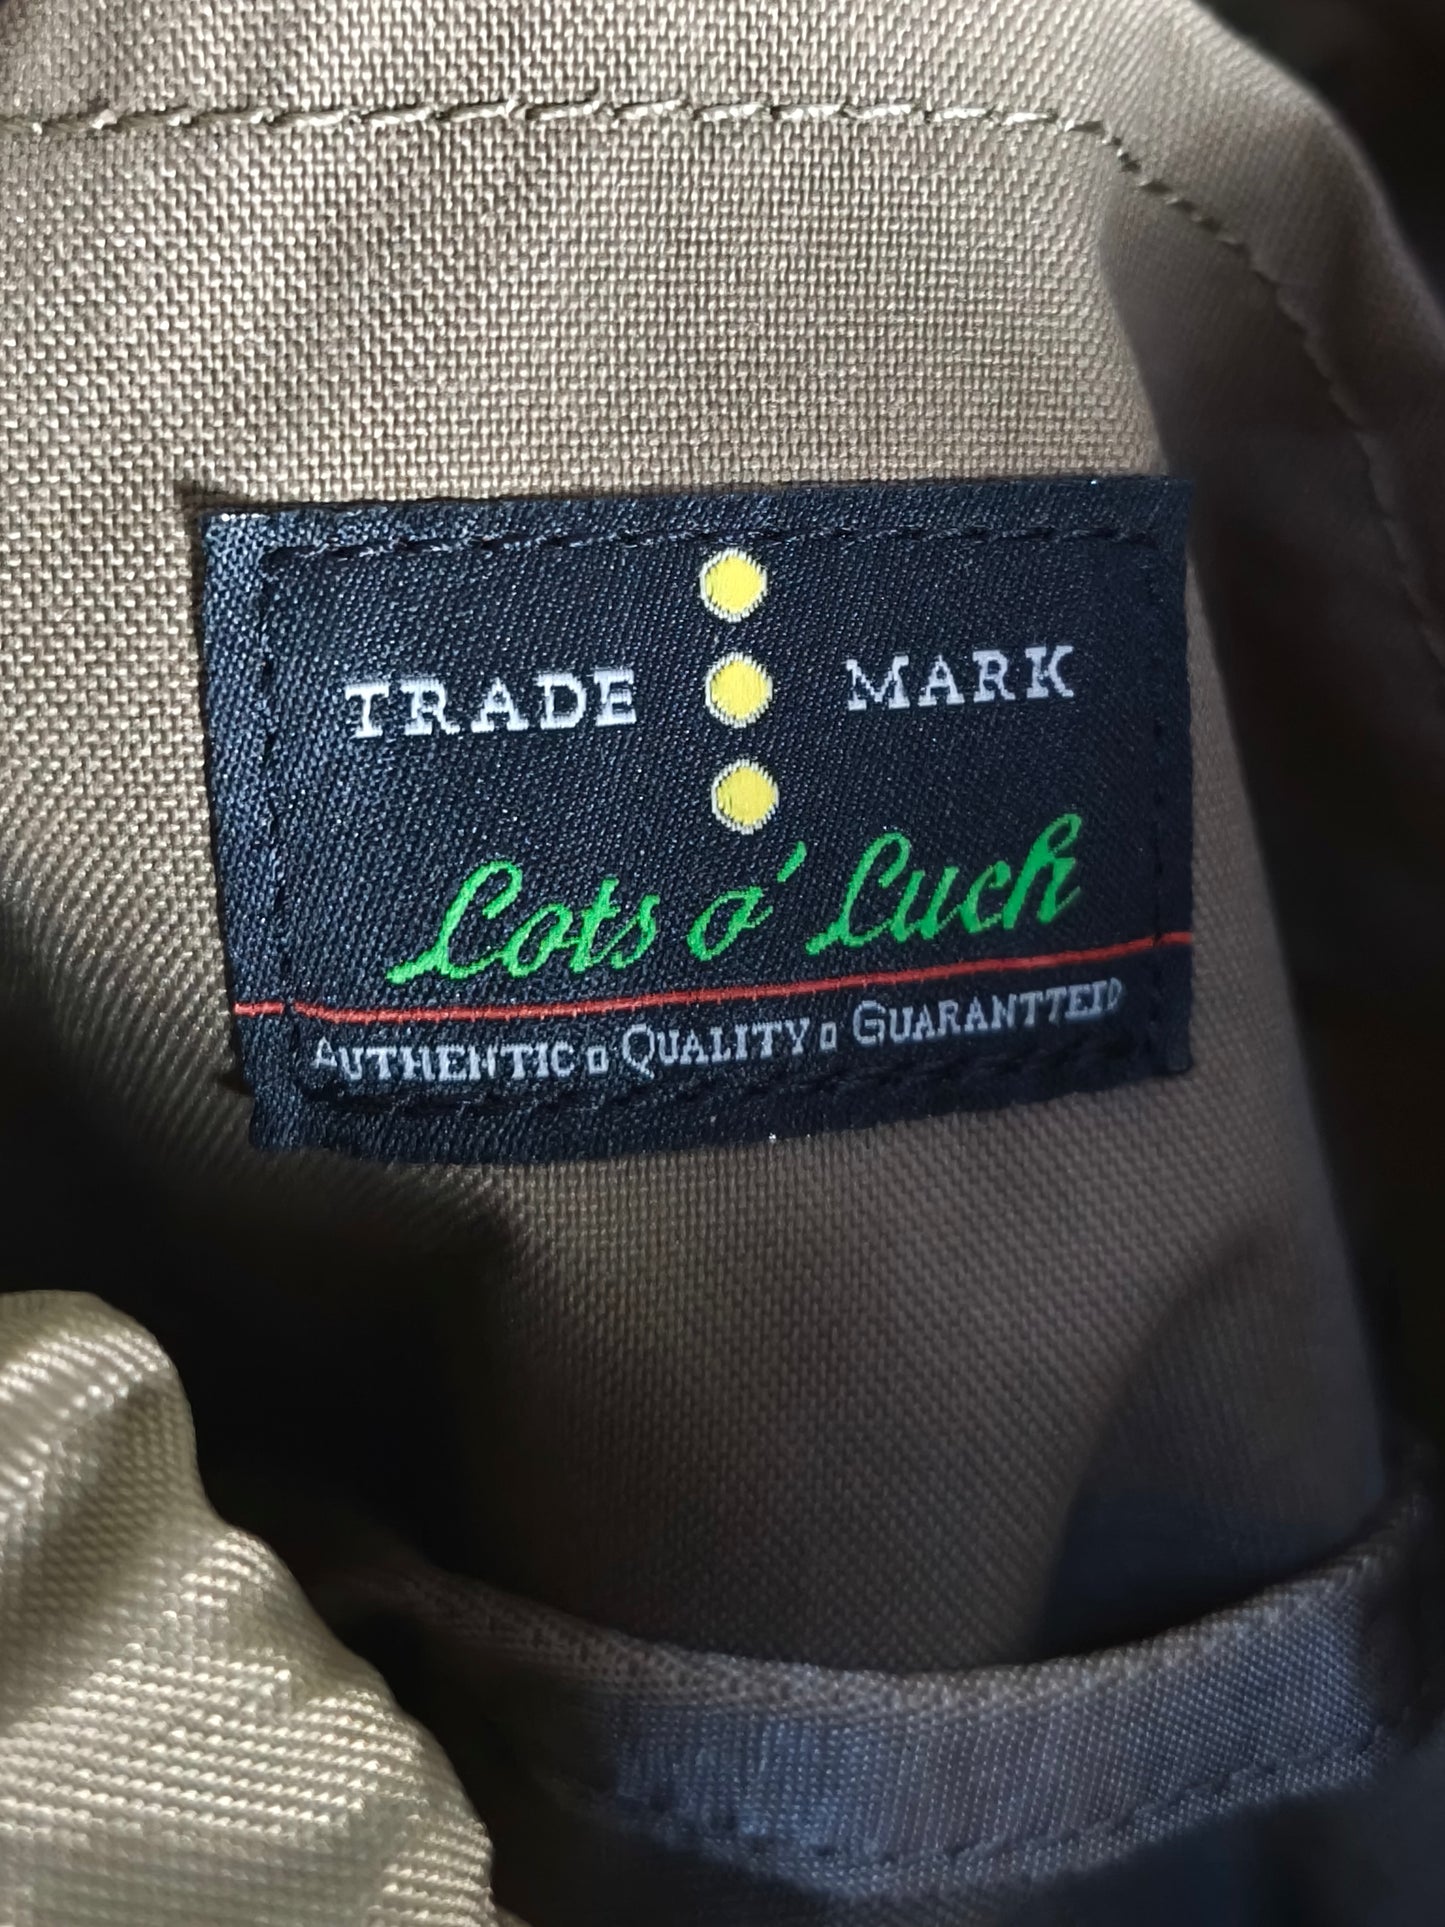 TRADE MARK
Lots o' Luck
AUTHENTIC▫QUALITY▫GUARANTTEED